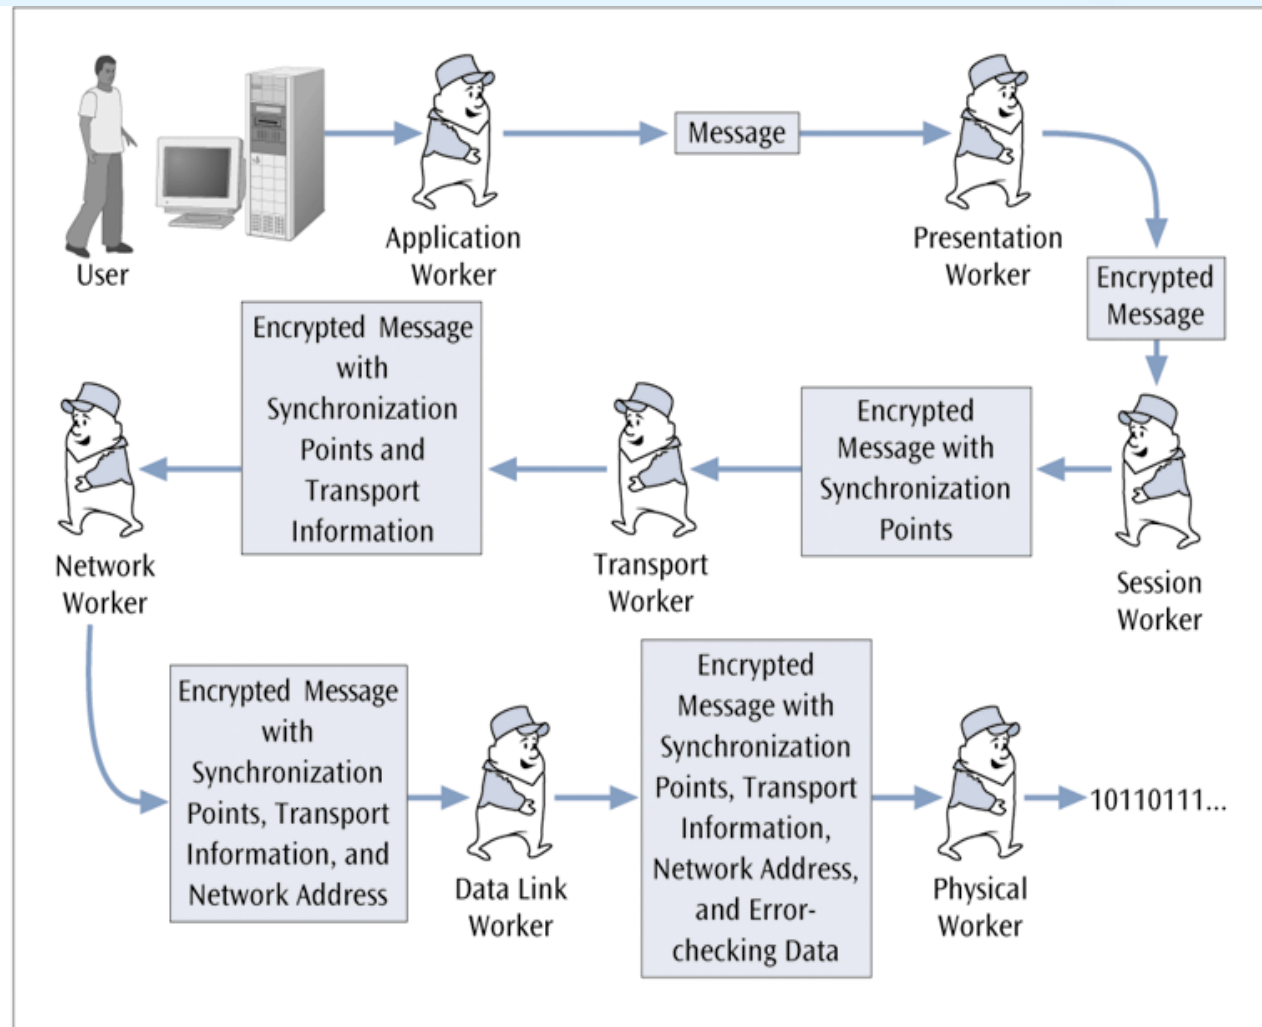 Message
User
Application
Worker
Presentation
Worker
Encrypted
Message
Encrypted Message
with
Synchronization
Points and
Transport
Information
Encrypted
Message with
Synchronization
Points
Network
Worker
Transport
Worker
Session
Worker
Encrypted Message
with
Synchronization
Points, Transport
Information, and
Network Address
Data Link
Worker
Encrypted
Message with
Synchronization
Points, Transport
Information,
Network Address,
and Error-
checking Data
Physical
Worker
10110111...